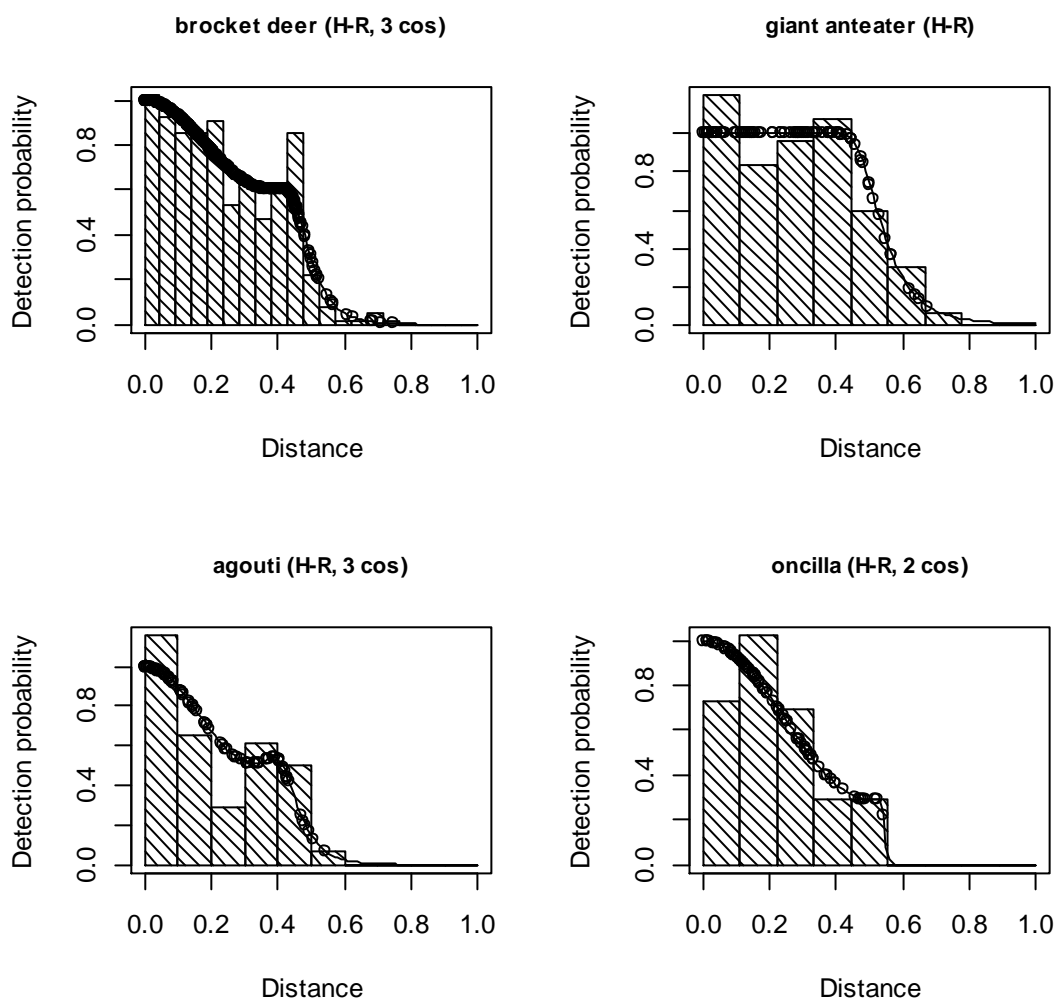 brocket deer (H-R, 3 cos)
Detection probability
0.0 0.4 0.8
0.0 0.2 0.4 0.6 0.8 1.0
Distance
giant anteater (H-R)
Detection probability
0.0 0.4 0.8
0.0 0.2 0.4 0.6 0.8 1.0
Distance
agouti (H-R, 3 cos)
Detection probability
0.0 0.4 0.8
0.0 0.2 0.4 0.6 0.8 1.0
Distance
oncilla (H-R, 2 cos)
Detection probability
0.0 0.4 0.8
0.0 0.2 0.4 0.6 0.8 1.0
Distance